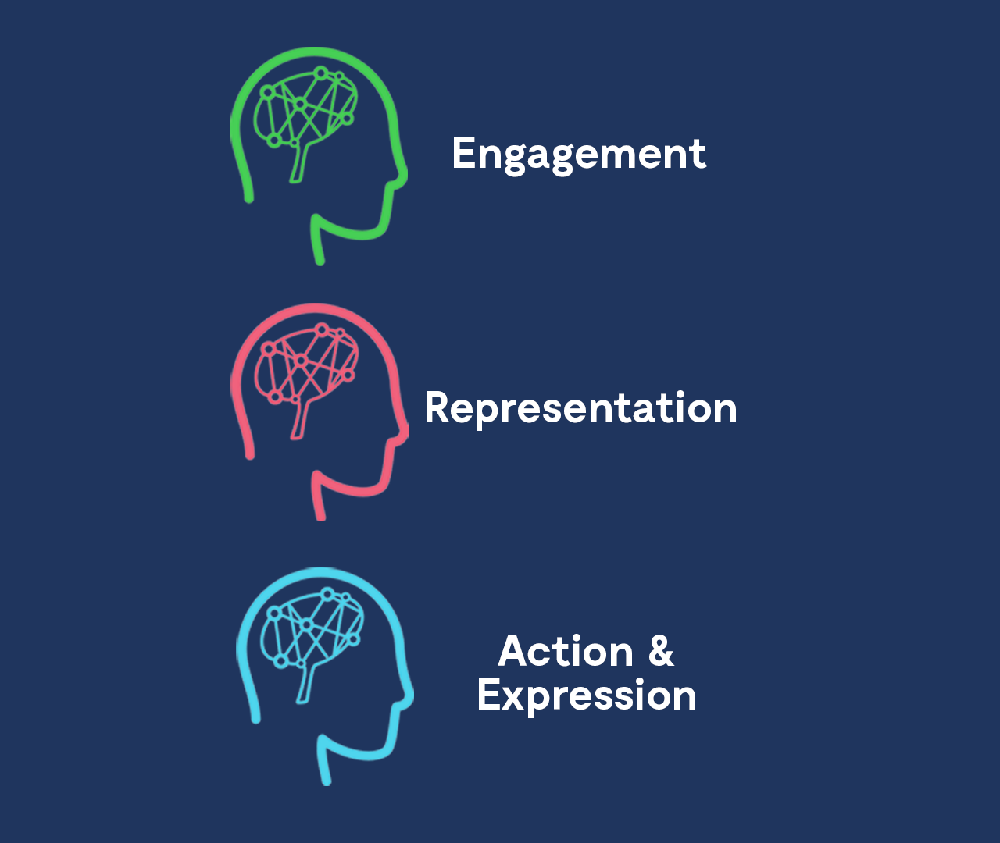 Engagement
Representation
Action &
Expression